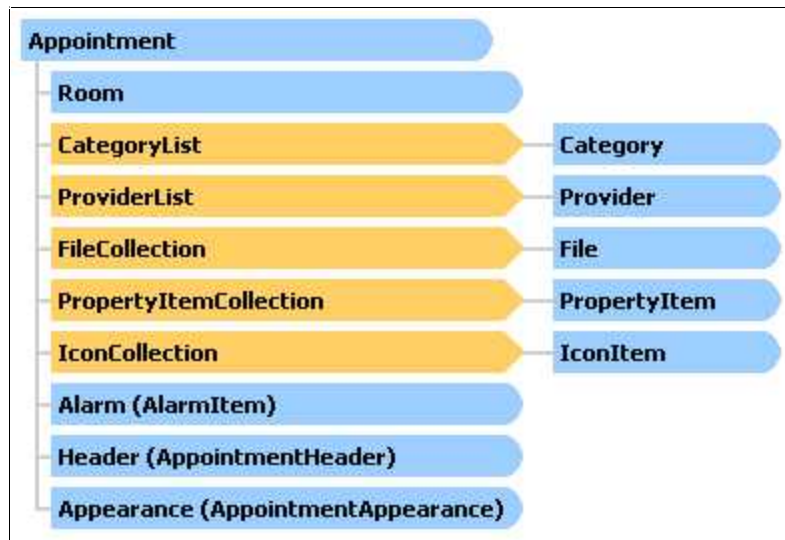 Appointment
Room
CategoryList
Category
ProviderList
Provider
FileCollection
File
PropertyItemCollection
PropertyItem
IconCollection
IconItem
Alarm (AlarmItem)
Header (AppointmentHeader)
Appearance (AppointmentAppearance)